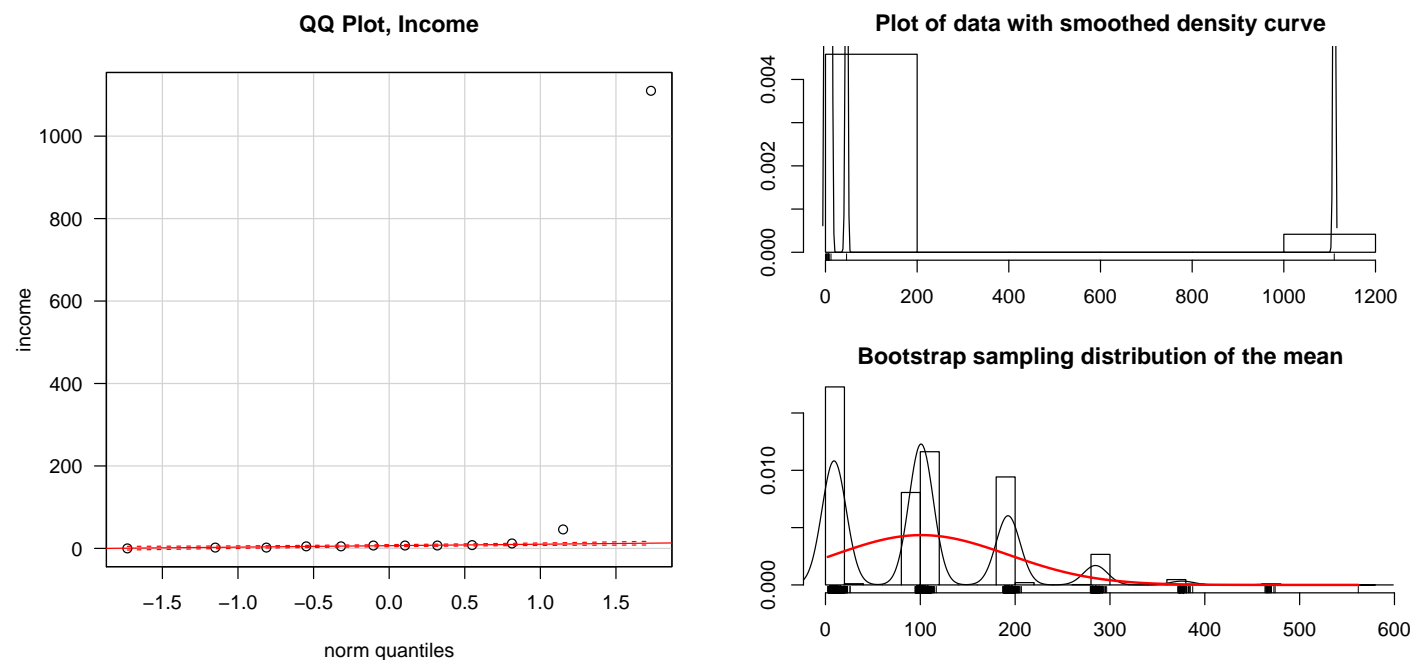 QQ Plot, Income
1000
800
600
400
200
0
income
−1.5 −1.0 −0.5 0.0 0.5 1.0 1.5
norm quantiles
Plot of data with smoothed density curve
0.004
0.002
0.000
0 200 400 600 800 1000 1200
Bootstrap sampling distribution of the mean
0.010
0.000
0 100 200 300 400 500 600